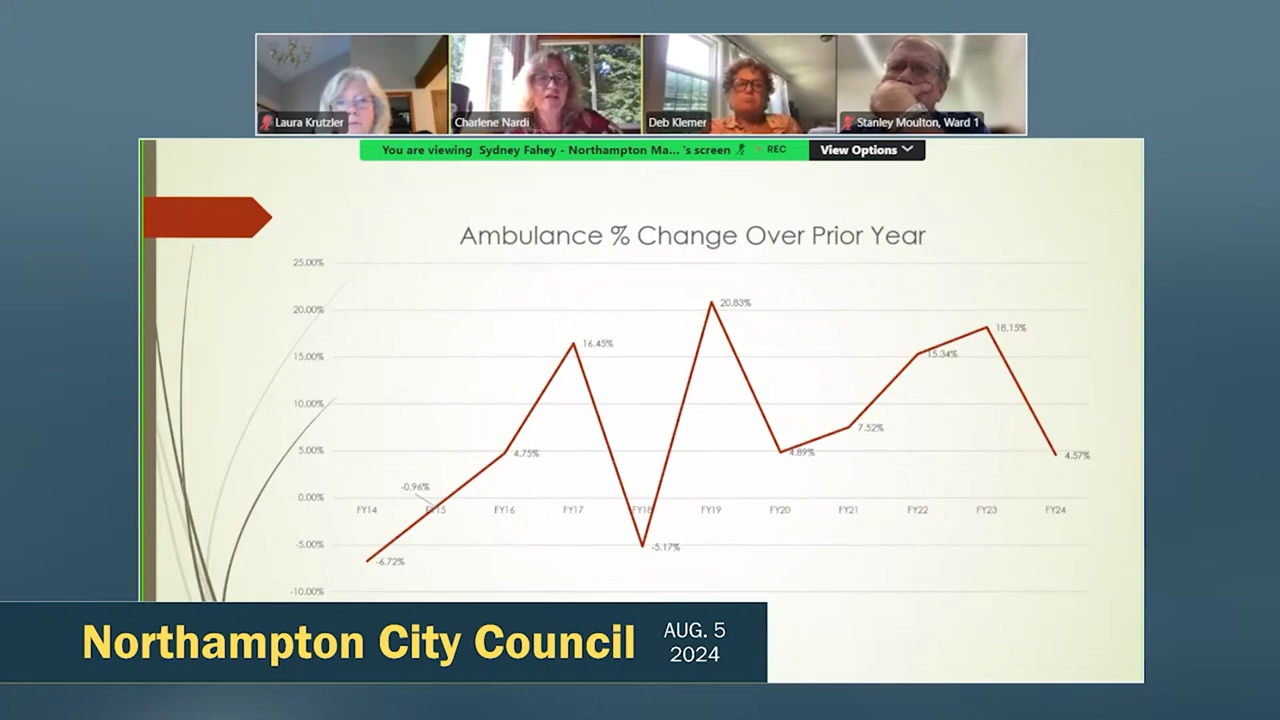 Laura Krutzler
Charlene Nardi
Deb Klemer
Stanley Moulton, Ward 1
You are viewing Sydney Fahey - Northampton Ma... 's screen
REC
View Options
Ambulance % Change Over Prior Year
25.00%
20.00%
15.00%
10.00%
5.00%
0.00%
-5.00%
-10.00%
-6.72%
-0.96%
4.75%
16.45%
-5.17%
20.83%
4.89%
7.52%
15.34%
18.15%
4.57%
FY14
FY15
FY16
FY17
FY18
FY19
FY20
FY21
FY22
FY23
FY24
Northampton City Council
AUG. 5
2024